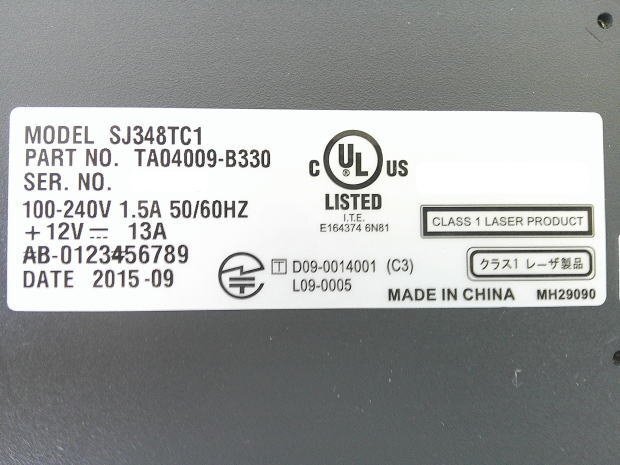 MODEL SJ348TC1
PART NO. TA04009-B330
SER. NO.
100-240V 1.5A 50/60HZ
+12V⎓ 13A
AB-0123456789
DATE 2015-09
C UL US
LISTED
I.T.E.
E164374 6N81
CLASS 1 LASER PRODUCT
クラス1 レーザ製品
T D09-0014001 (C3)
L09-0005
MADE IN CHINA MH29090